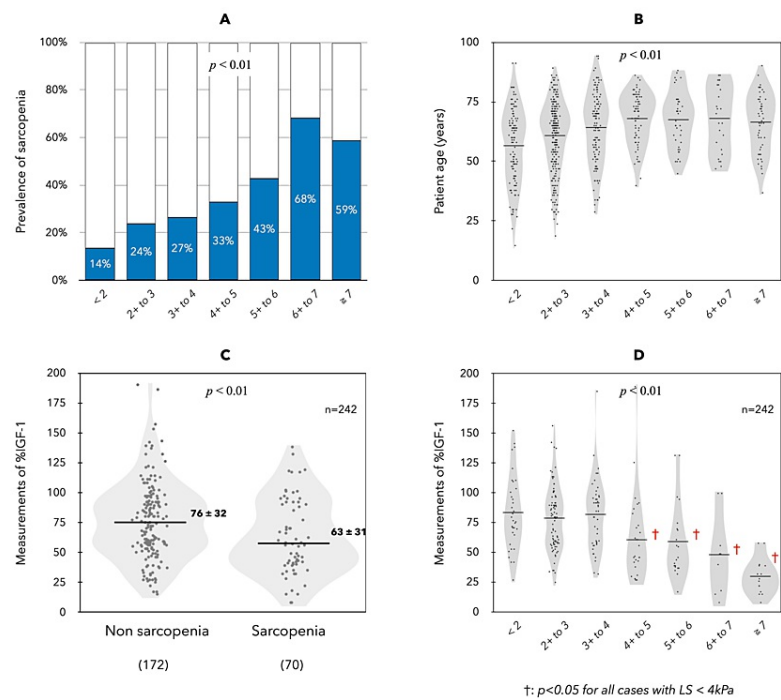 A
100%
80%
60%
40%
20%
0%
Prevalence of sarcopenia
p < 0.01
14%
24%
27%
33%
43%
68%
59%
< 2
2+ to 3
3+ to 4
4+ to 5
5+ to 6
6+ to 7
≥ 7
B
100
75
50
25
0
Patient age (years)
p < 0.01
< 2
2+ to 3
3+ to 4
4+ to 5
5+ to 6
6+ to 7
≥ 7
C
200
175
150
125
100
75
50
25
0
Measurements of %IGF-1
p < 0.01
n=242
76 ± 32
63 ± 31
Non sarcopenia
Sarcopenia
(172)
(70)
D
200
175
150
125
100
75
50
25
0
Measurements of %IGF-1
p < 0.01
n=242
† † † †
< 2
2+ to 3
3+ to 4
4+ to 5
5+ to 6
6+ to 7
≥ 7
†: p<0.05 for all cases with LS < 4kPa